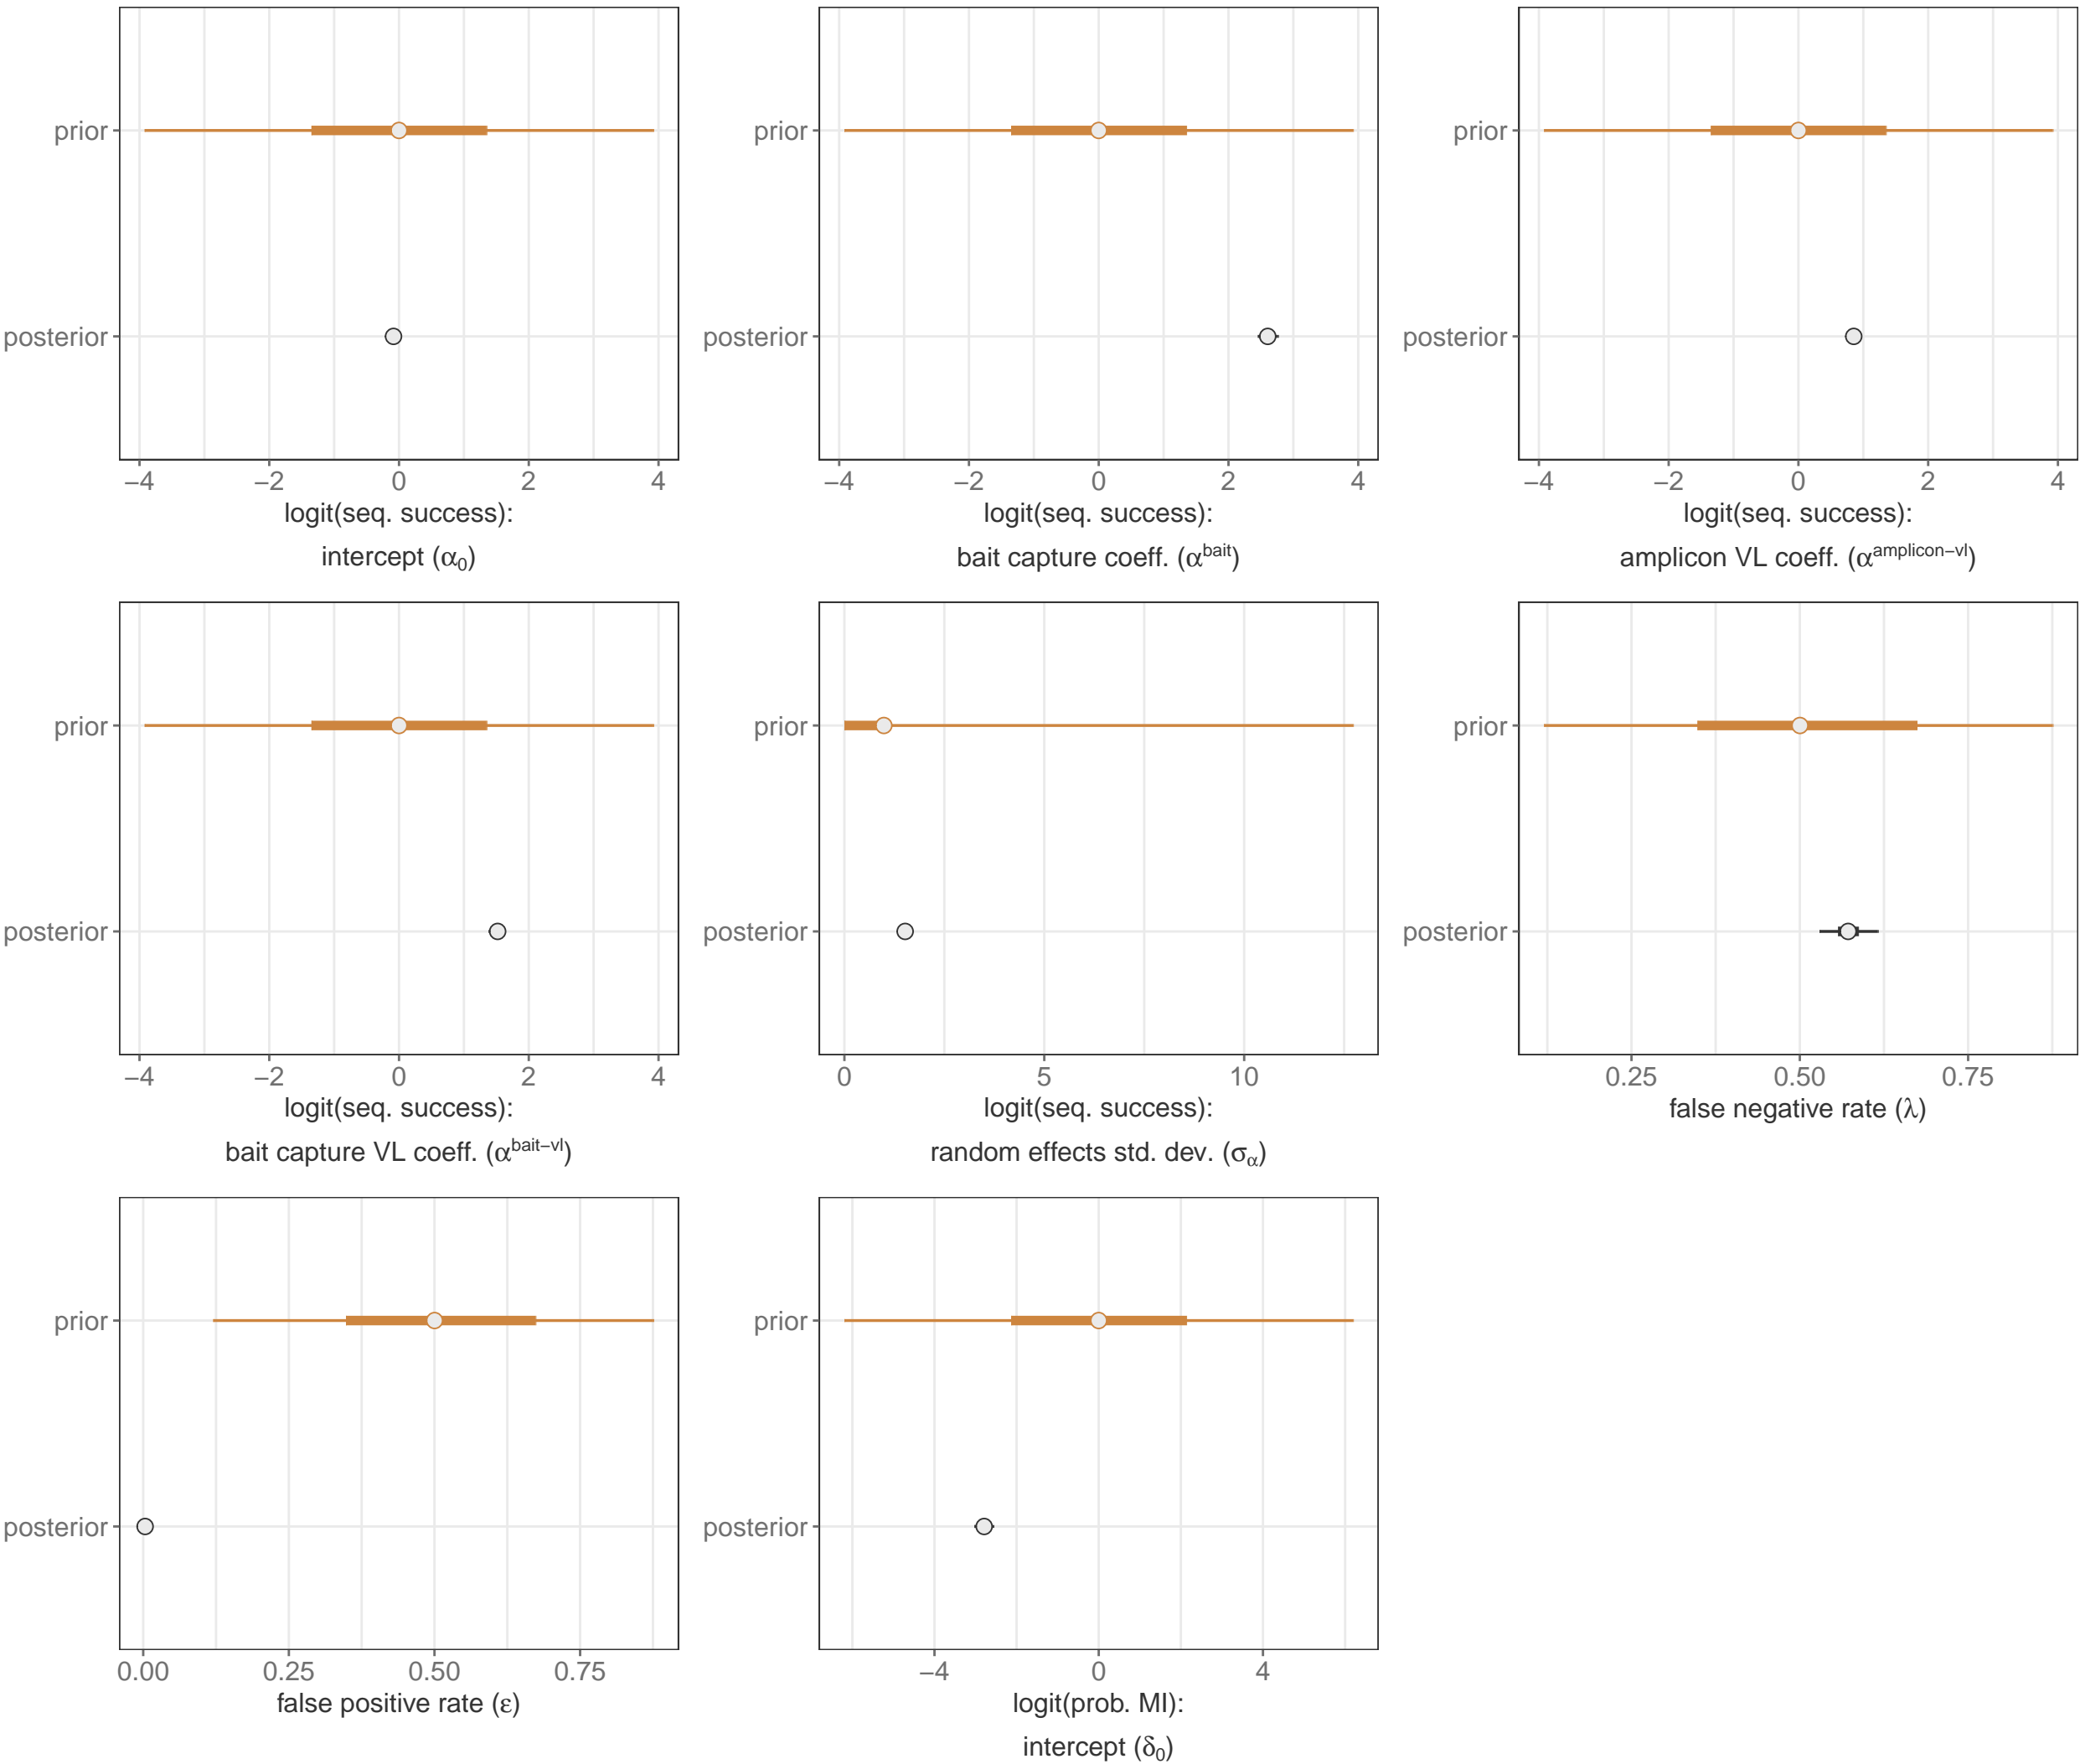 prior
posterior
−4 −2 0 2 4
logit(seq. success):
intercept (α0)
prior
posterior
−4 −2 0 2 4
logit(seq. success):
bait capture coeff. (α^bait)
prior
posterior
−4 −2 0 2 4
logit(seq. success):
amplicon VL coeff. (α^amplicon−vl)
prior
posterior
−4 −2 0 2 4
logit(seq. success):
bait capture VL coeff. (α^bait−vl)
prior
posterior
0 5 10
logit(seq. success):
random effects std. dev. (σα)
prior
posterior
0.25 0.50 0.75
false negative rate (λ)
prior
posterior
0.00 0.25 0.50 0.75
false positive rate (ε)
prior
posterior
−4 0 4
logit(prob. MI):
intercept (δ0)